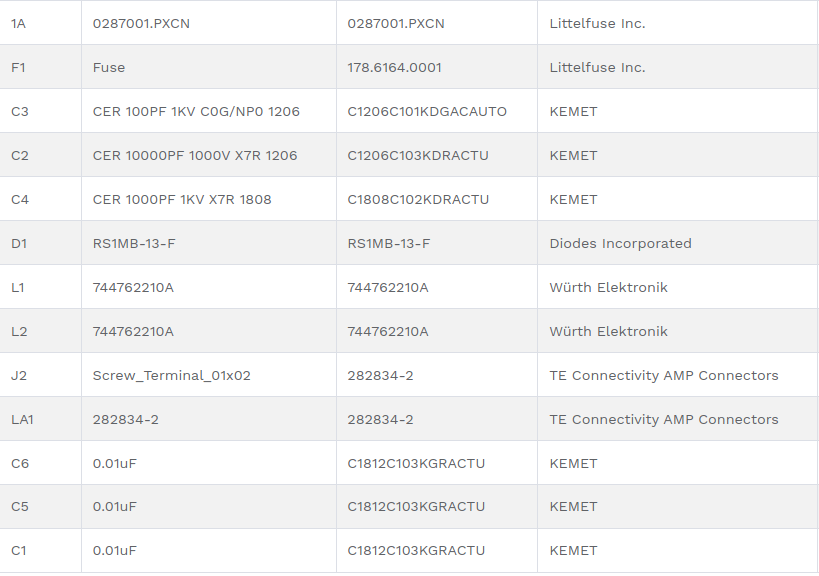 1A 0287001.PXCN 0287001.PXCN Littelfuse Inc.
F1 Fuse 178.6164.0001 Littelfuse Inc.
C3 CER 100PF 1KV C0G/NP0 1206 C1206C101KDGACAUTO KEMET
C2 CER 10000PF 1000V X7R 1206 C1206C103KDRACTU KEMET
C4 CER 1000PF 1KV X7R 1808 C1808C102KDRACTU KEMET
D1 RS1MB-13-F RS1MB-13-F Diodes Incorporated
L1 744762210A 744762210A Würth Elektronik
L2 744762210A 744762210A Würth Elektronik
J2 Screw_Terminal_01x02 282834-2 TE Connectivity AMP Connectors
LA1 282834-2 282834-2 TE Connectivity AMP Connectors
C6 0.01uF C1812C103KGRACTU KEMET
C5 0.01uF C1812C103KGRACTU KEMET
C1 0.01uF C1812C103KGRACTU KEMET